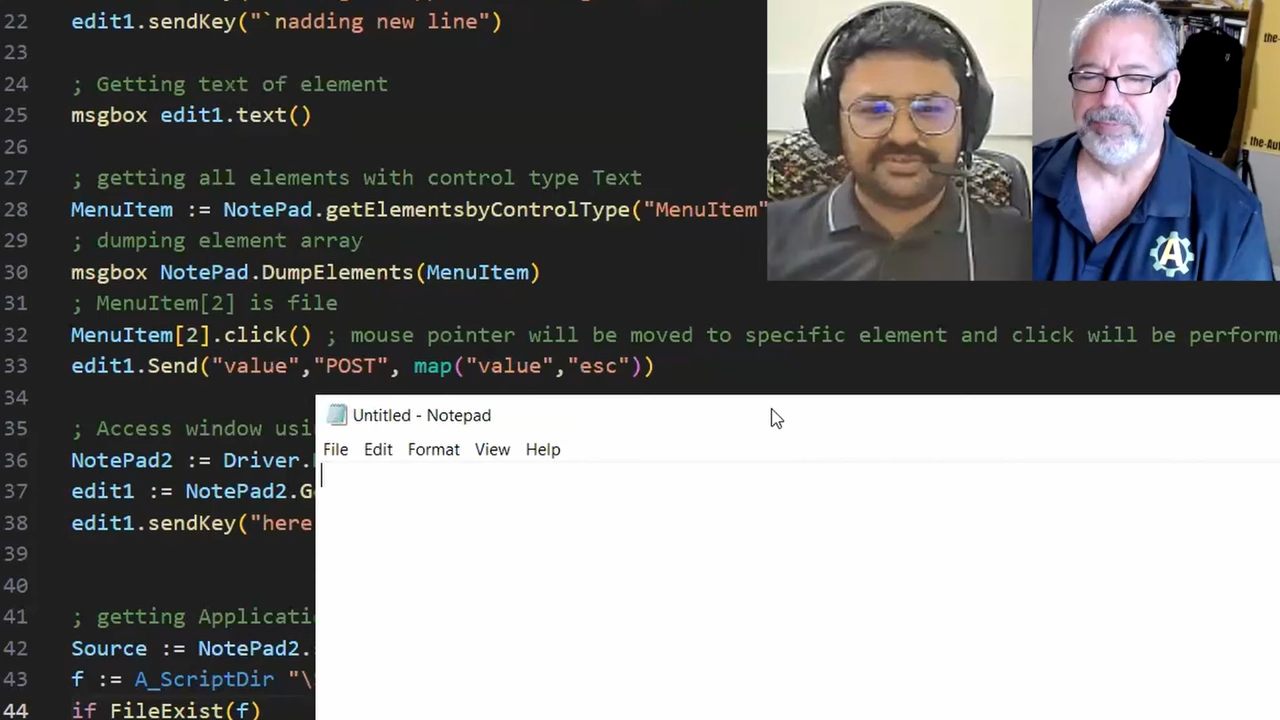 22 edit1.sendKey("`nadding new line")
23
24 ; Getting text of element
25 msgbox edit1.text()
26
27 ; getting all elements with control type Text
28 MenuItem := NotePad.getElementsbyControlType("MenuItem"
29 ; dumping element array
30 msgbox NotePad.DumpElements(MenuItem)
31 ; MenuItem[2] is file
32 MenuItem[2].click() ; mouse pointer will be moved to specific element and click will be perform
33 edit1.Send("value","POST", map("value","esc"))
34
35 ; Access window usi
36 NotePad2 := Driver.
37 edit1 := NotePad2.G
38 edit1.sendKey("here
39
40
41 ; getting Applicati
42 Source := NotePad2.
43 f := A_ScriptDir "\
44 if FileExist(f)
Untitled - Notepad
File Edit Format View Help
the-
the-Aut
A